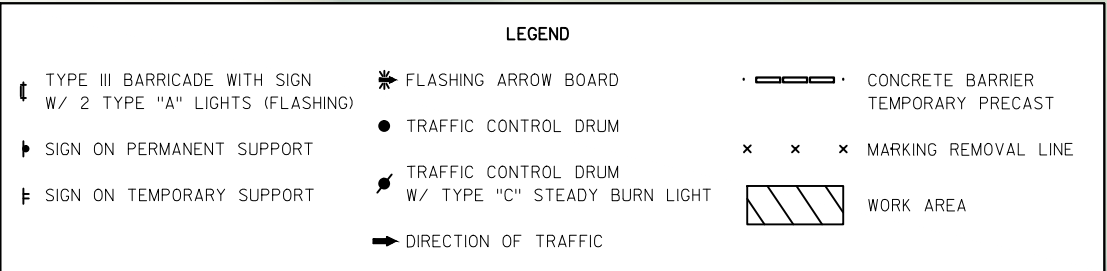 LEGEND
TYPE III BARRICADE WITH SIGN
W/ 2 TYPE "A" LIGHTS (FLASHING)
SIGN ON PERMANENT SUPPORT
SIGN ON TEMPORARY SUPPORT
FLASHING ARROW BOARD
TRAFFIC CONTROL DRUM
TRAFFIC CONTROL DRUM
W/ TYPE "C" STEADY BURN LIGHT
DIRECTION OF TRAFFIC
CONCRETE BARRIER
TEMPORARY PRECAST
MARKING REMOVAL LINE
WORK AREA